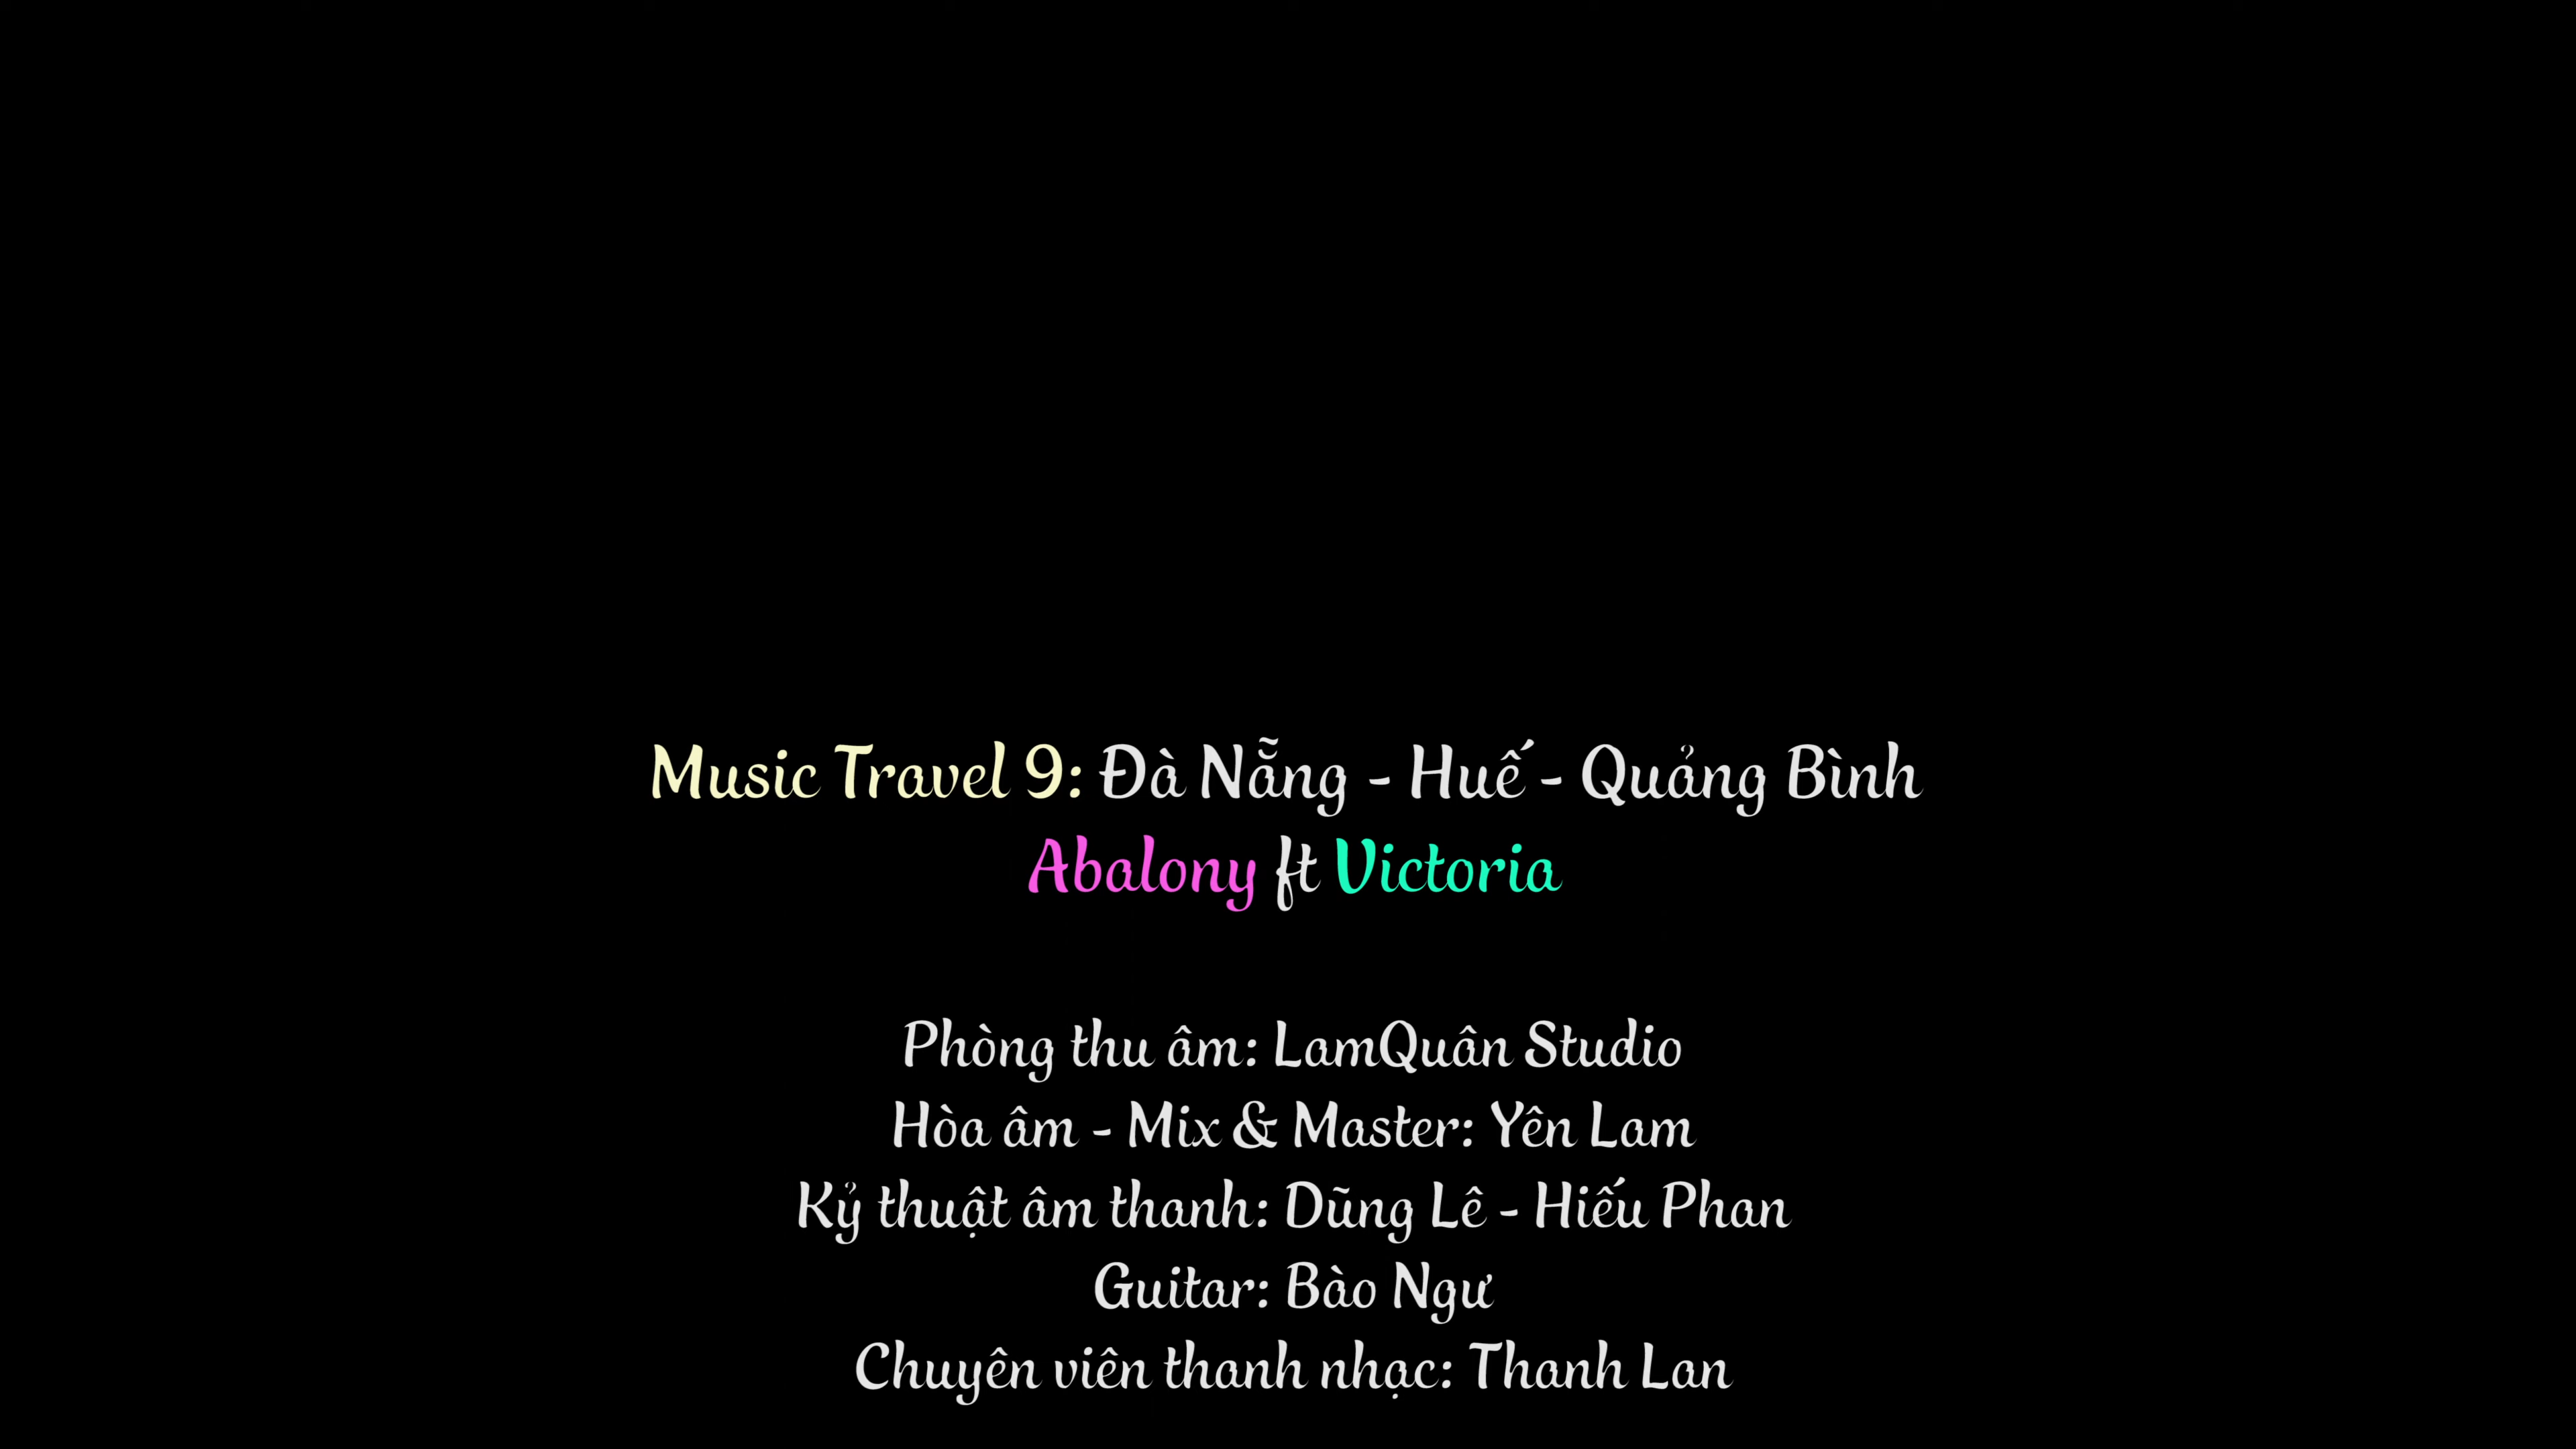 Music Travel 9: Đà Nẵng - Huế - Quảng Bình
Abalony ft Victoria
Phòng thu âm: LamQuân Studio
Hòa âm - Mix & Master: Yên Lam
Kỷ thuật âm thanh: Dũng Lê - Hiếu Phan
Guitar: Bào Ngư
Chuyên viên thanh nhạc: Thanh Lan